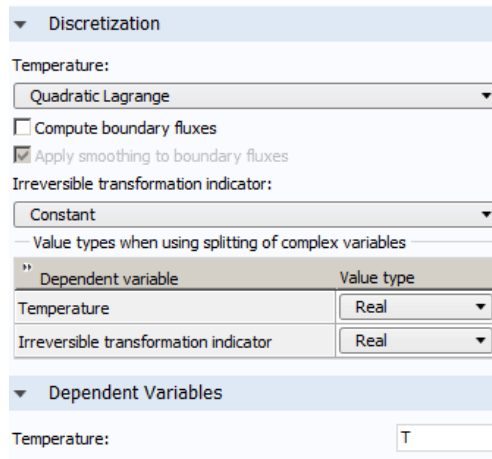 Discretization
Temperature:
Quadratic Lagrange
Compute boundary fluxes
Apply smoothing to boundary fluxes
Irreversible transformation indicator:
Constant
Value types when using splitting of complex variables
Dependent variable Value type
Temperature Real
Irreversible transformation indicator Real
Dependent Variables
Temperature: T